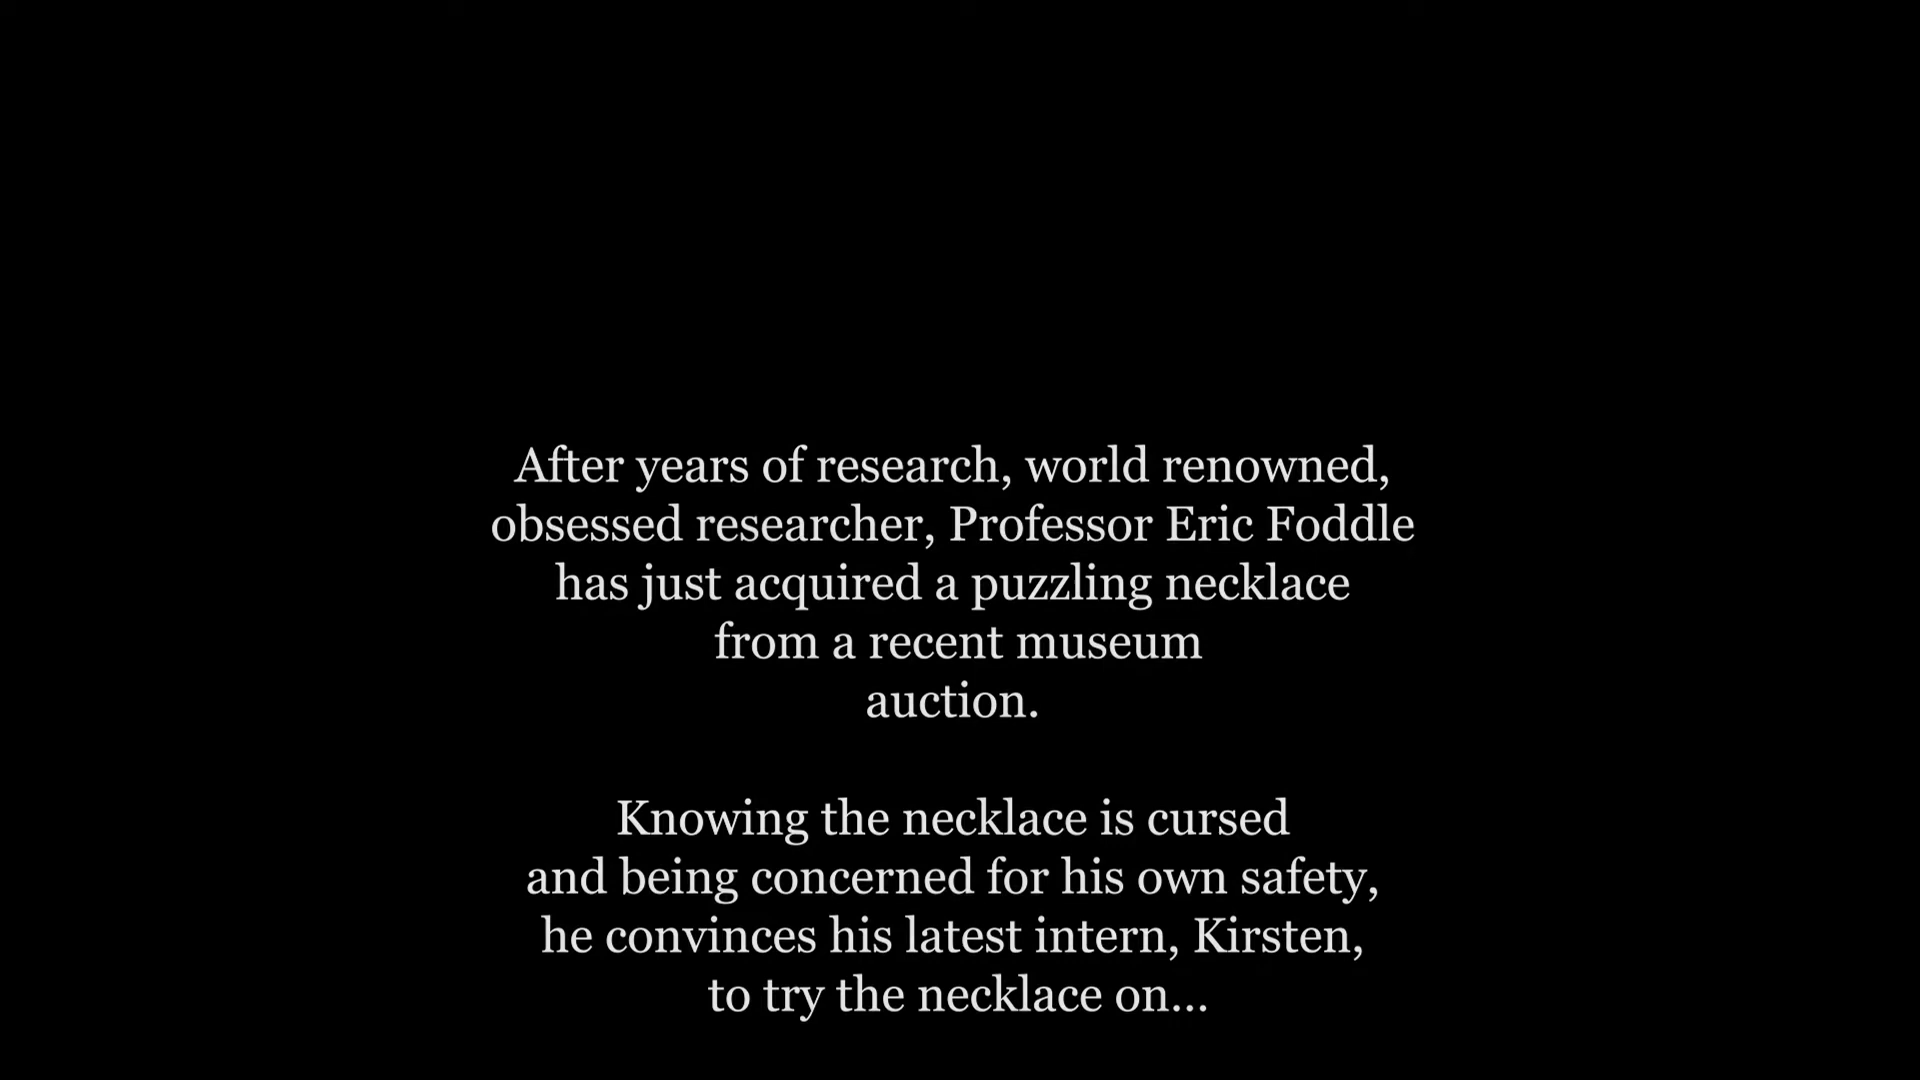 After years of research, world renowned,
obsessed researcher, Professor Eric Foddle
has just acquired a puzzling necklace
from a recent museum
auction.
Knowing the necklace is cursed
and being concerned for his own safety,
he convinces his latest intern, Kirsten,
to try the necklace on...